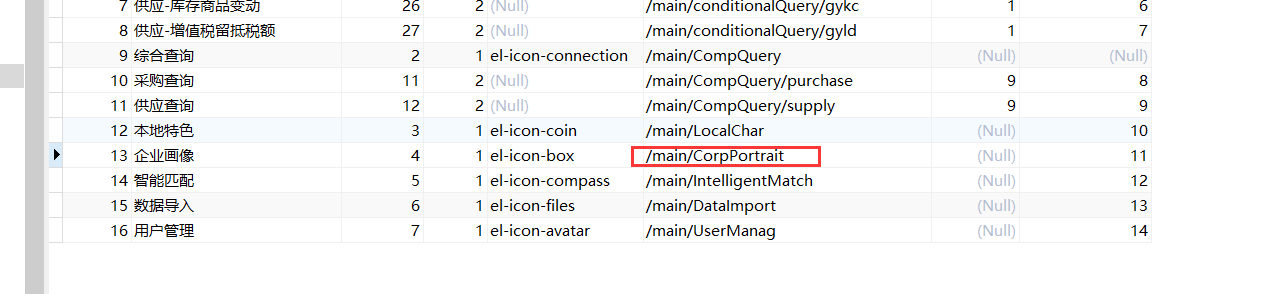 7 供应-库存商品变动 26 2 (Null) /main/conditionalQuery/gykc 1 6
8 供应-增值税留抵税额 27 2 (Null) /main/conditionalQuery/gyld 1 7
9 综合查询 2 1 el-icon-connection /main/CompQuery (Null) (Null)
10 采购查询 11 2 (Null) /main/CompQuery/purchase 9 8
11 供应查询 12 2 (Null) /main/CompQuery/supply 9 9
12 本地特色 3 1 el-icon-coin /main/LocalChar (Null) 10
13 企业画像 4 1 el-icon-box /main/CorpPortrait (Null) 11
14 智能匹配 5 1 el-icon-compass /main/IntelligentMatch (Null) 12
15 数据导入 6 1 el-icon-files /main/DataImport (Null) 13
16 用户管理 7 1 el-icon-avatar /main/UserManag (Null) 14